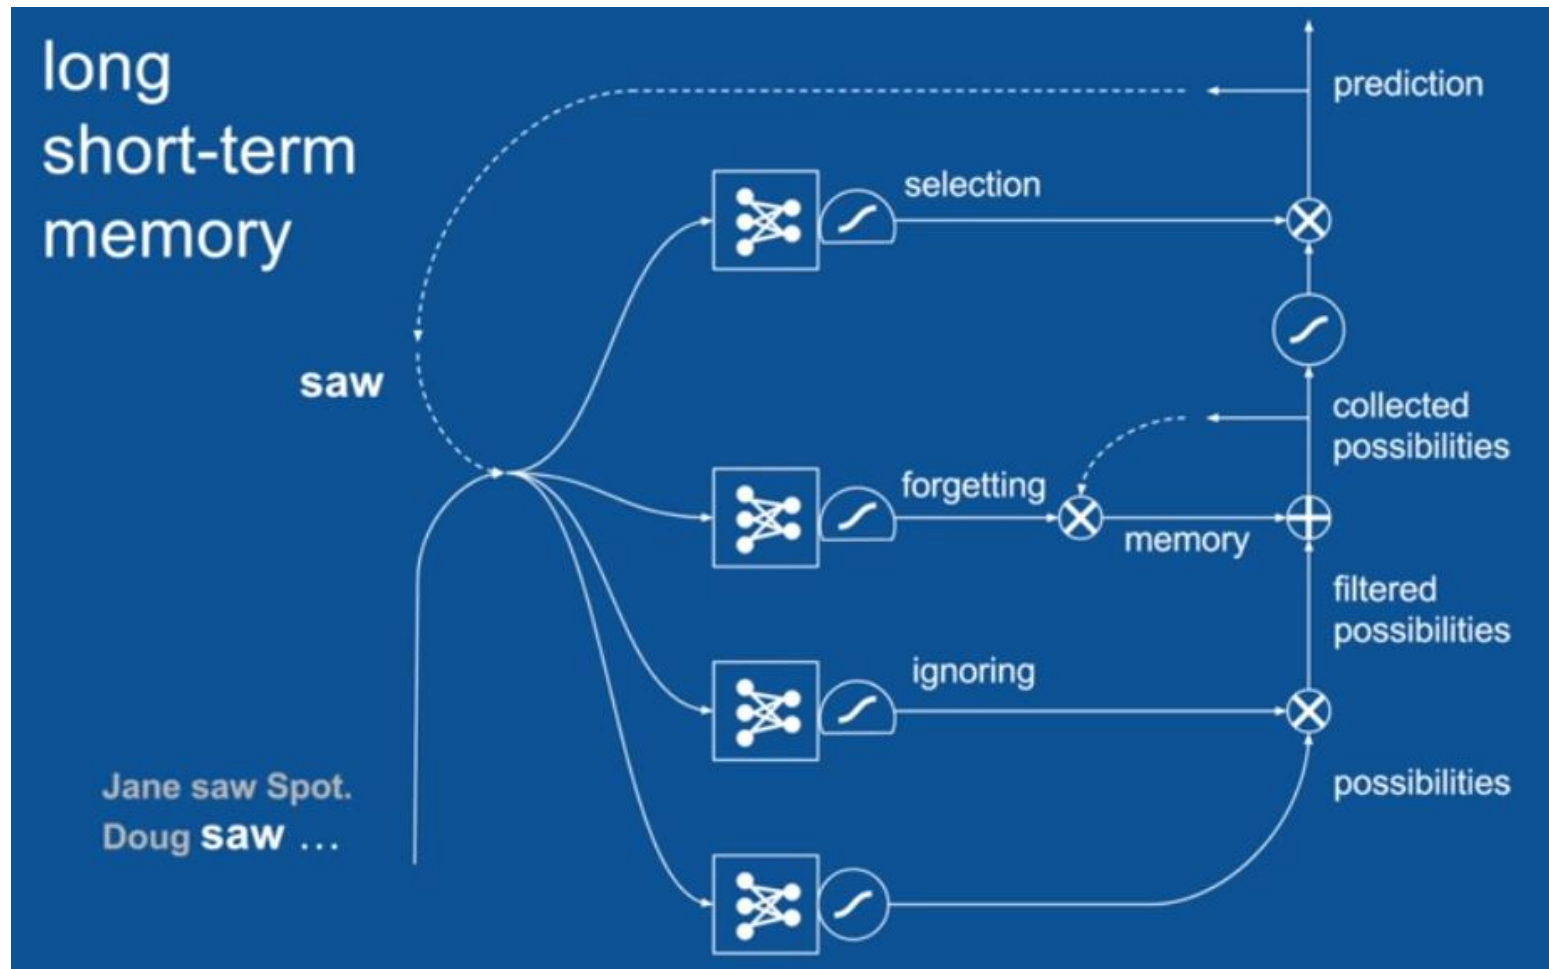 long
short-term
memory
prediction
selection
saw
collected
possibilities
forgetting
memory
filtered
possibilities
ignoring
possibilities
Jane saw Spot.
Doug saw ...